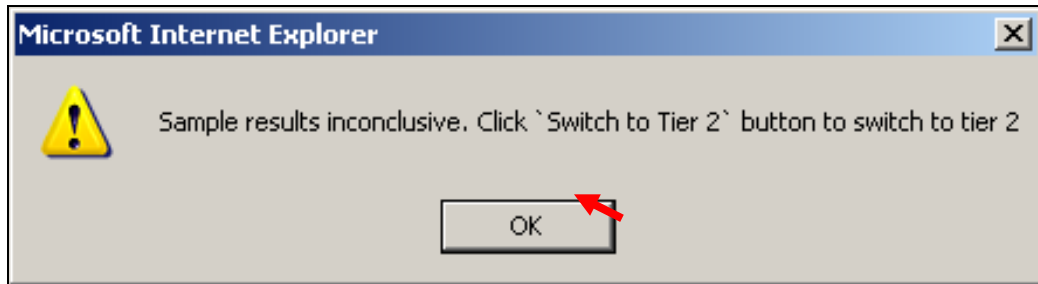 Microsoft Internet Explorer
Sample results inconclusive. Click `Switch to Tier 2` button to switch to tier 2
OK